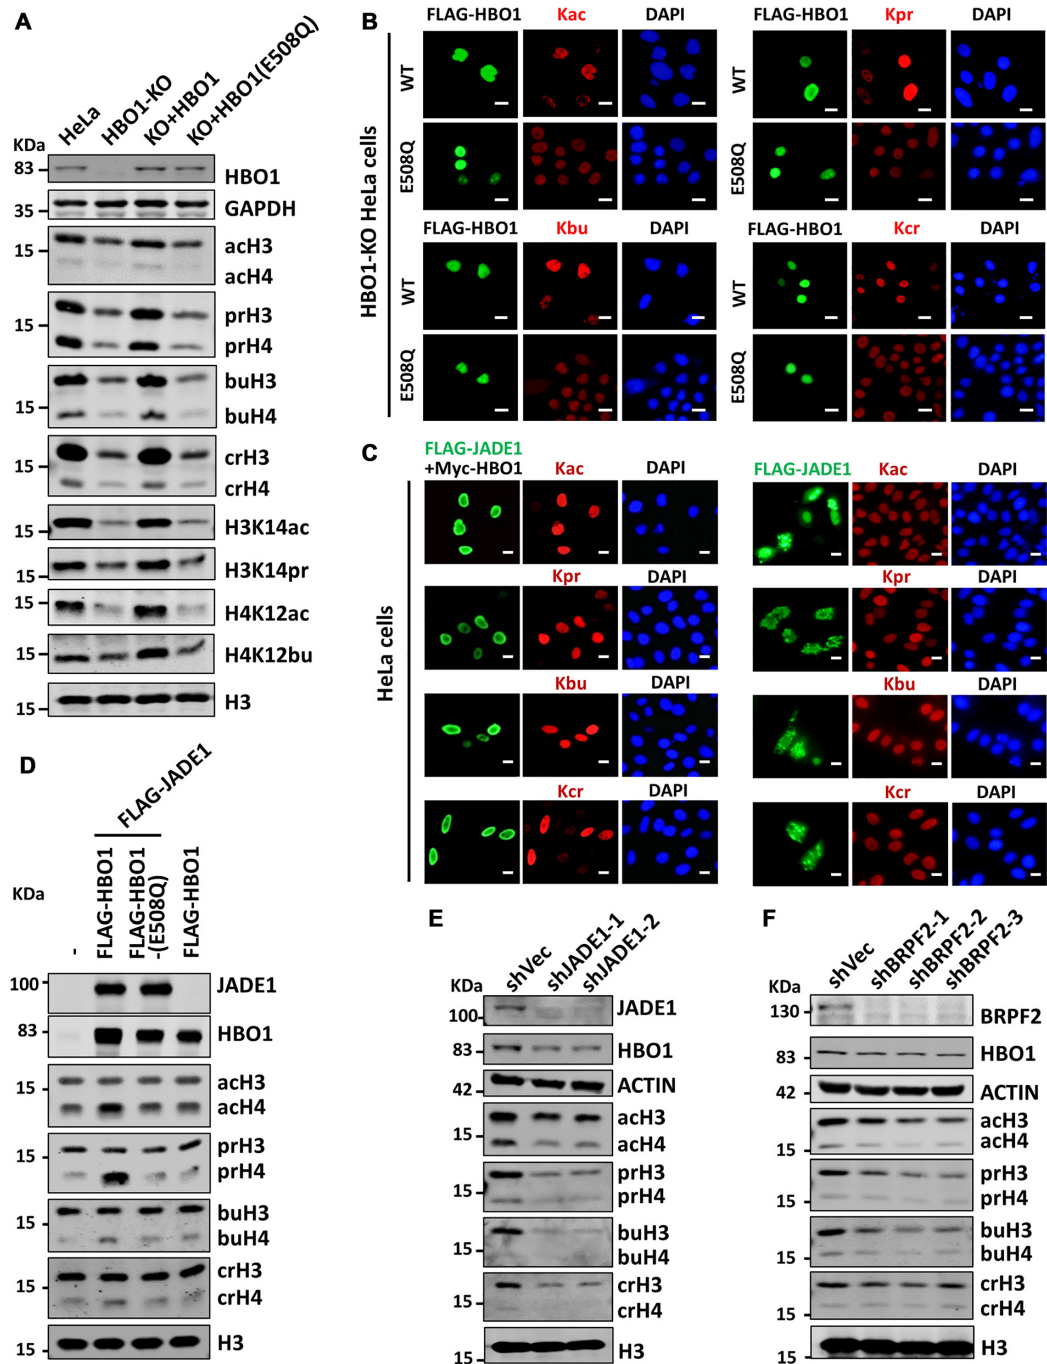 A
HeLa
HBO1-KO
KO+HBO1
KO+HBO1(E508Q)
KDa
83
HBO1
35
GAPDH
15
acH3
acH4
15
prH3
prH4
15
buH3
buH4
15
crH3
crH4
15
H3K14ac
15
H3K14pr
15
H4K12ac
15
H4K12bu
15
H3
B
HBO1-KO HeLa cells
FLAG-HBO1 Kac DAPI
WT
E508Q
FLAG-HBO1 Kpr DAPI
WT
E508Q
FLAG-HBO1 Kbu DAPI
WT
E508Q
FLAG-HBO1 Kcr DAPI
WT
E508Q
C
HeLa cells
FLAG-JADE1
+Myc-HBO1 Kac DAPI
Kpr DAPI
Kbu DAPI
Kcr DAPI
FLAG-JADE1 Kac DAPI
Kpr DAPI
Kbu DAPI
Kcr DAPI
D
FLAG-JADE1
KDa
-
FLAG-HBO1
FLAG-HBO1
-(E508Q)
FLAG-HBO1
100
JADE1
83
HBO1
15
acH3
acH4
15
prH3
prH4
15
buH3
buH4
15
crH3
crH4
15
H3
E
shVec
shJADE1-1
shJADE1-2
KDa
100
JADE1
83
HBO1
42
ACTIN
15
acH3
acH4
15
prH3
prH4
15
buH3
buH4
15
crH3
crH4
15
H3
F
shVec
shBRPF2-1
shBRPF2-2
shBRPF2-3
KDa
130
BRPF2
83
HBO1
42
ACTIN
15
acH3
acH4
15
prH3
prH4
15
buH3
buH4
15
crH3
crH4
15
H3